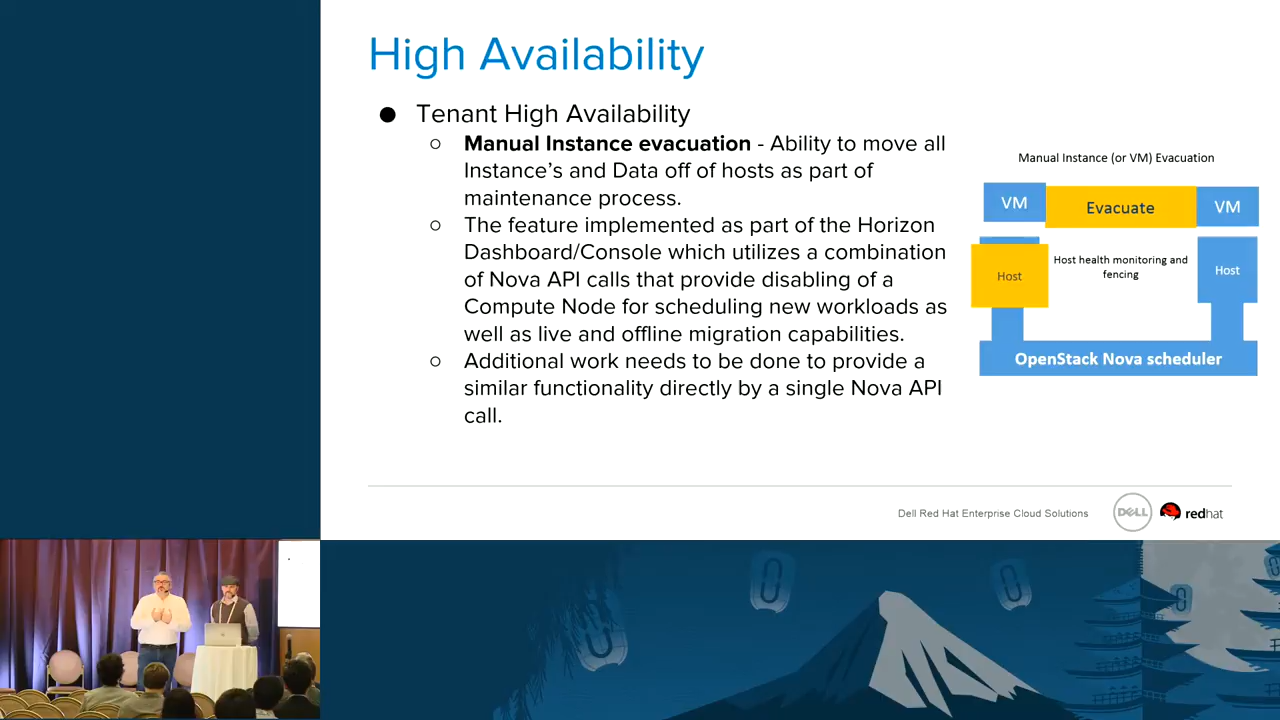 High Availability
● Tenant High Availability
○ Manual Instance evacuation - Ability to move all
Instance's and Data off of hosts as part of
maintenance process.
○ The feature implemented as part of the Horizon
Dashboard/Console which utilizes a combination
of Nova API calls that provide disabling of a
Compute Node for scheduling new workloads as
well as live and offline migration capabilities.
○ Additional work needs to be done to provide a
similar functionality directly by a single Nova API
call.
Manual Instance (or VM) Evacuation
VM
Evacuate
VM
Host
Host health monitoring and
fencing
Host
OpenStack Nova scheduler
Dell Red Hat Enterprise Cloud Solutions
DELL
redhat